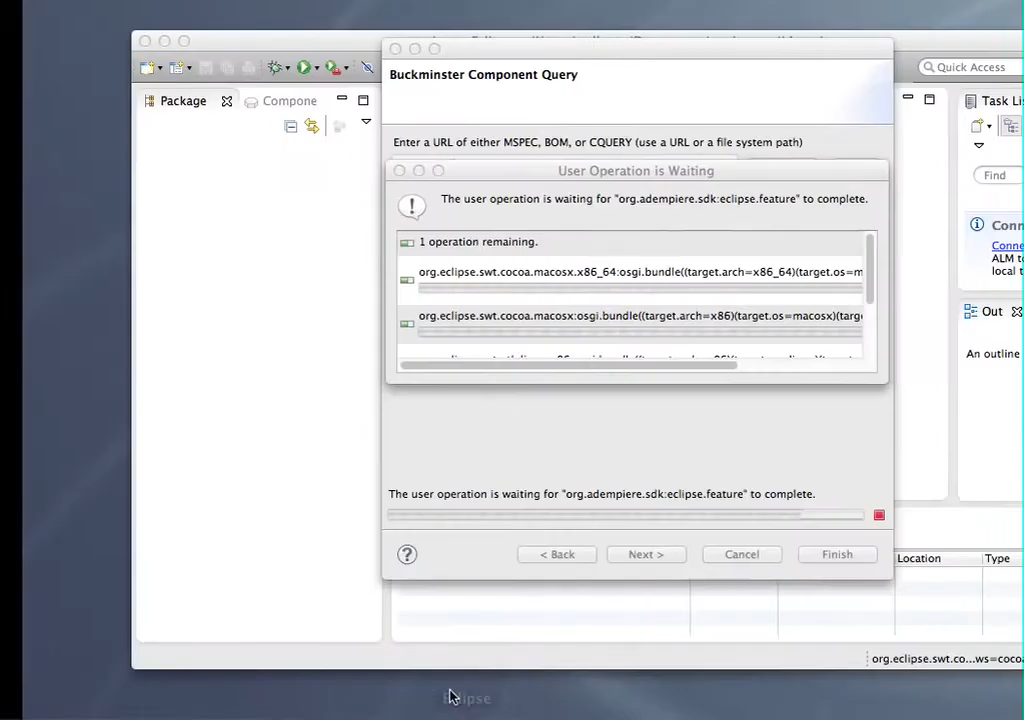 Buckminster Component Query
Quick Access
Package
Compone
Task Lis
Enter a URL of either MSPEC, BOM, or CQUERY (use a URL or a file system path)
User Operation is Waiting
Find
The user operation is waiting for "org.adempiere.sdk:eclipse.feature" to complete.
1 operation remaining.
Conn
Conne
ALM to
local t
org.eclipse.swt.cocoa.macosx.x86_64:osgi.bundle((target.arch=x86_64)(target.os=m
org.eclipse.swt.cocoa.macosx:osgi.bundle((target.arch=x86)(target.os=macosx)(targe
Out
An outline
The user operation is waiting for "org.adempiere.sdk:eclipse.feature" to complete.
?
< Back
Next >
Cancel
Finish
Location
Type
org.eclipse.swt.co...ws=coco
Eclipse